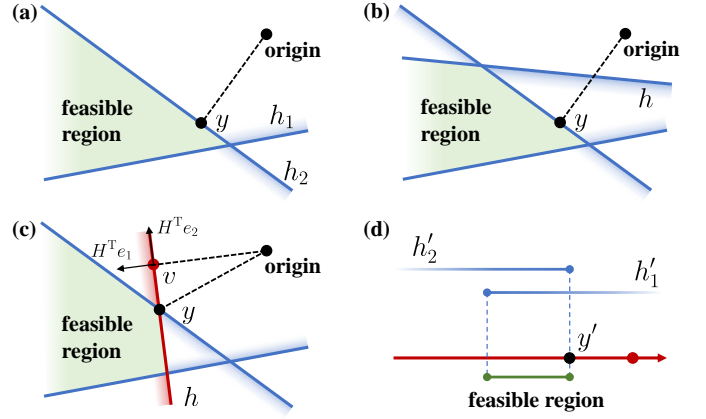 (a)
origin
feasible
region
y
h₁
h₂
(b)
origin
feasible
region
y
h
(c)
Hᵀe₂
Hᵀe₁
v
origin
y
feasible
region
h
(d)
h′₂
h′₁
y′
feasible region